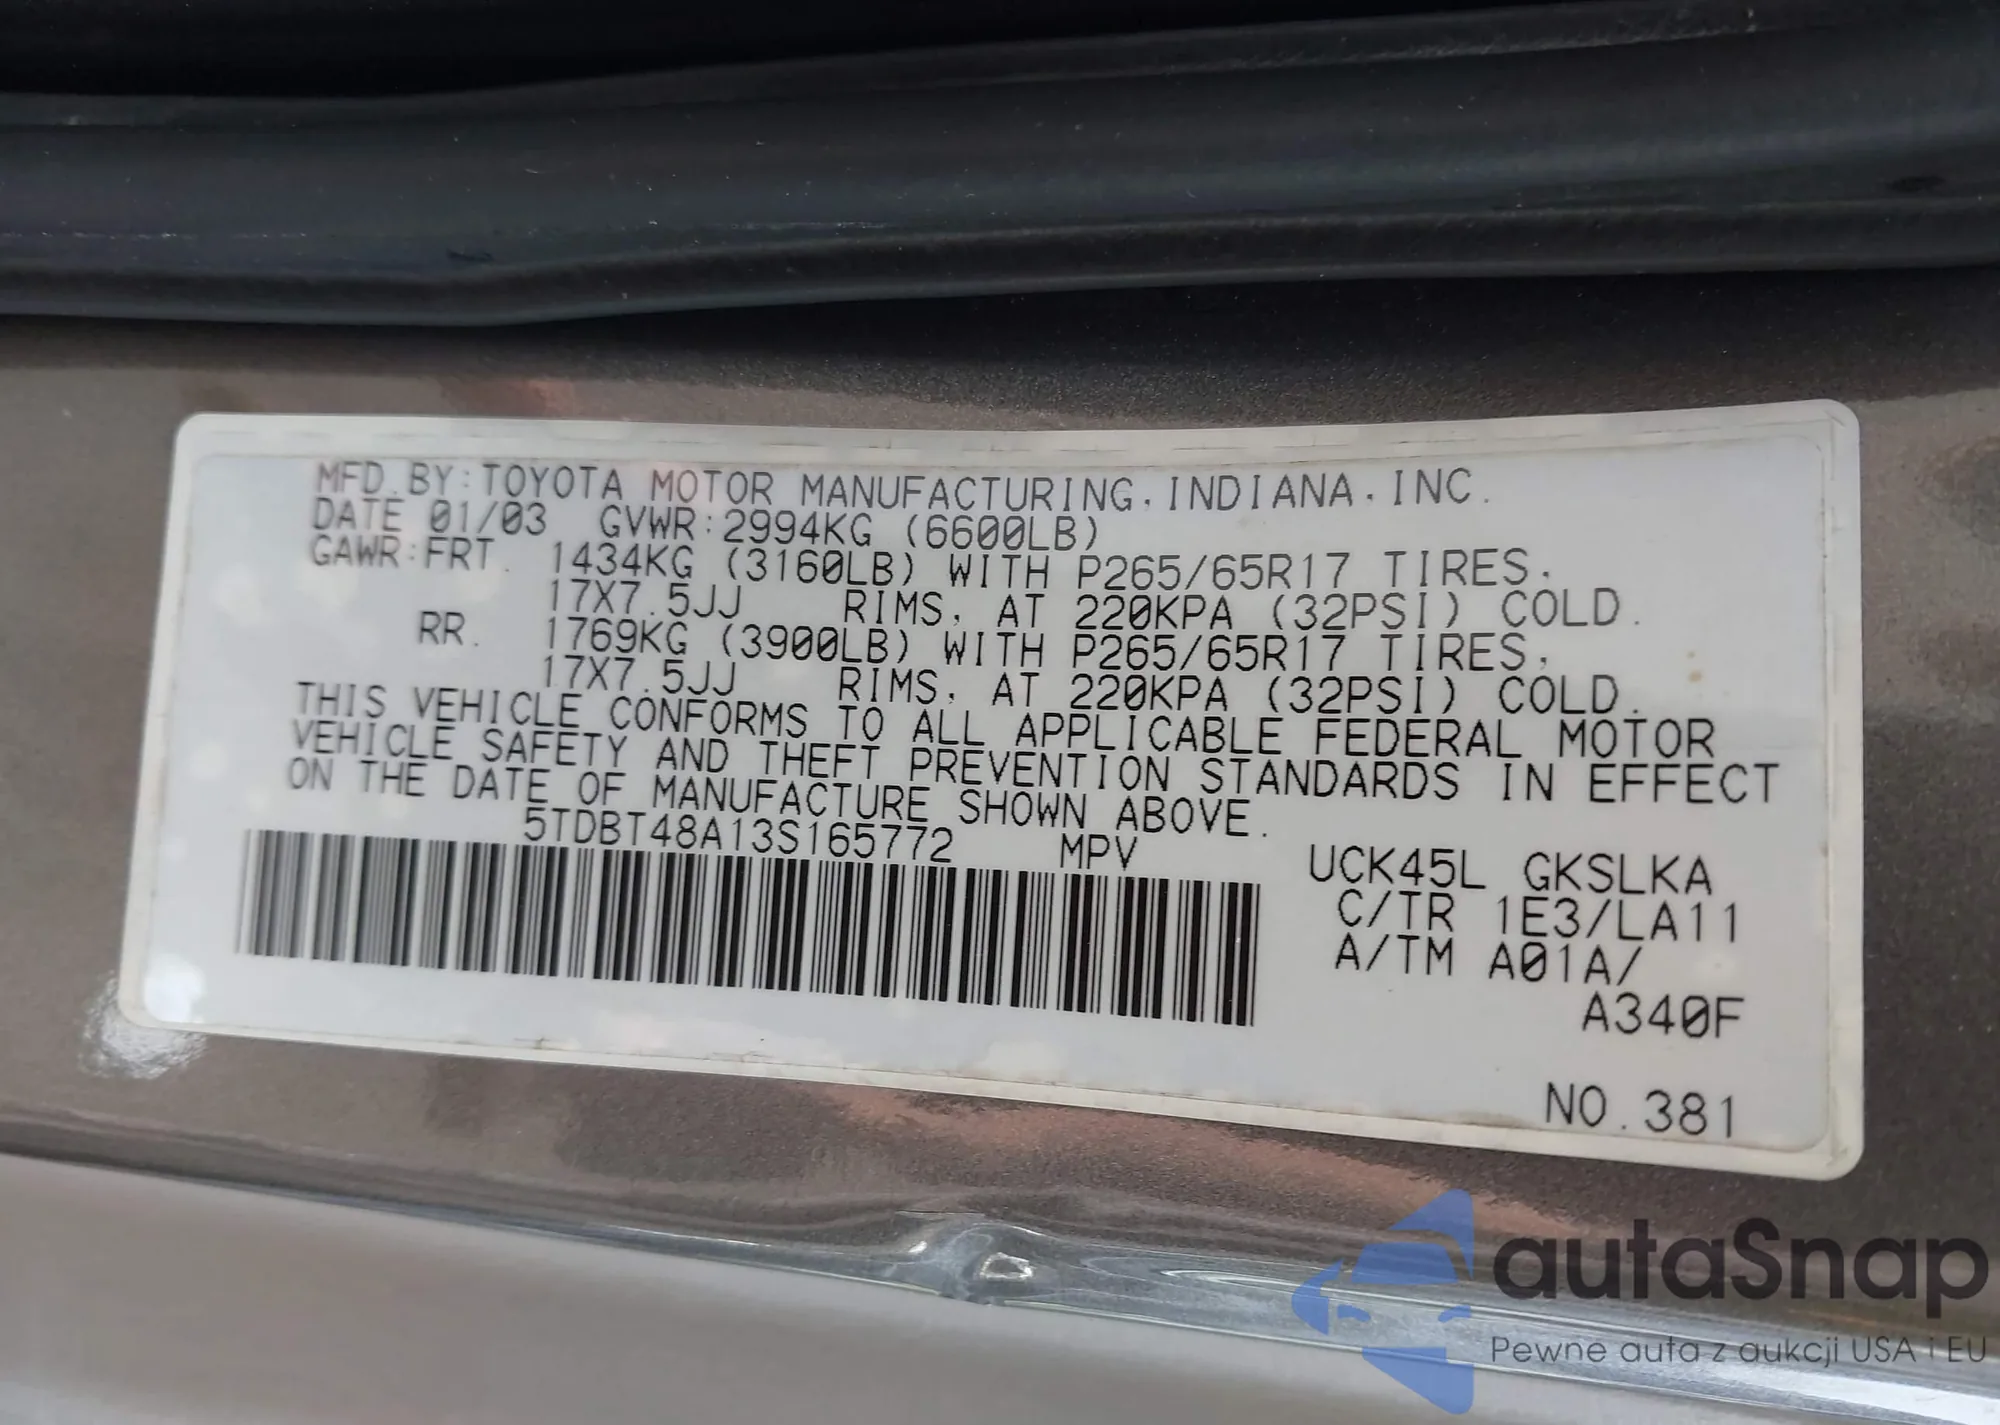 MFD. BY: TOYOTA MOTOR MANUFACTURING, INDIANA, INC.
DATE 01/03 GVWR: 2994KG (6600LB)
GAWR: FRT. 1434KG (3160LB) WITH P265/65R17 TIRES,
17X7.5JJ RIMS, AT 220KPA (32PSI) COLD.
RR. 1769KG (3900LB) WITH P265/65R17 TIRES,
17X7.5JJ RIMS, AT 220KPA (32PSI) COLD.
THIS VEHICLE CONFORMS TO ALL APPLICABLE FEDERAL MOTOR
VEHICLE SAFETY AND THEFT PREVENTION STANDARDS IN EFFECT
ON THE DATE OF MANUFACTURE SHOWN ABOVE.
5TDBT48A13S165772 MPV
UCK45L GKSLKA
C/TR 1E3/LA11
A/TM A01A/
A340F
NO.381
autaSnap
Pewne auta z aukcji USA i EU